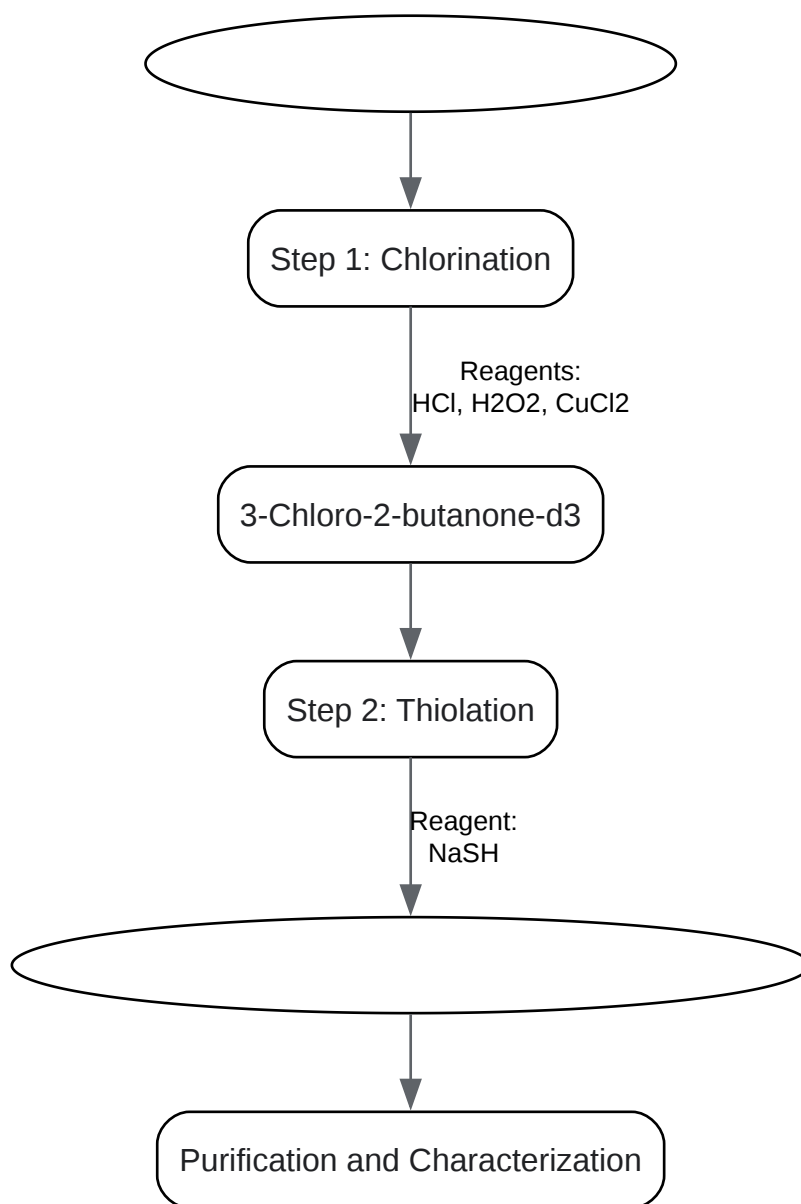 Step 1: Chlorination
Reagents:
HCl, H2O2, CuCl2
3-Chloro-2-butanone-d3
Step 2: Thiolation
Reagent:
NaSH
Purification and Characterization